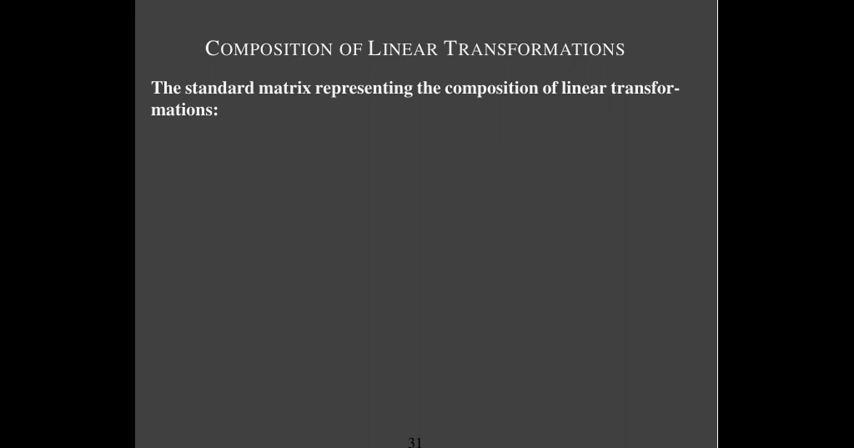 COMPOSITION OF LINEAR TRANSFORMATIONS
The standard matrix representing the composition of linear transfor-
mations:
31